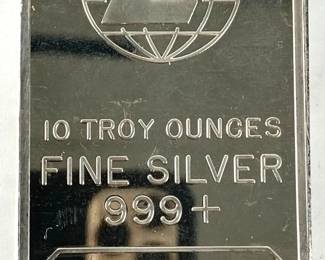 10 TROY OUNCES
FINE SILVER
999+